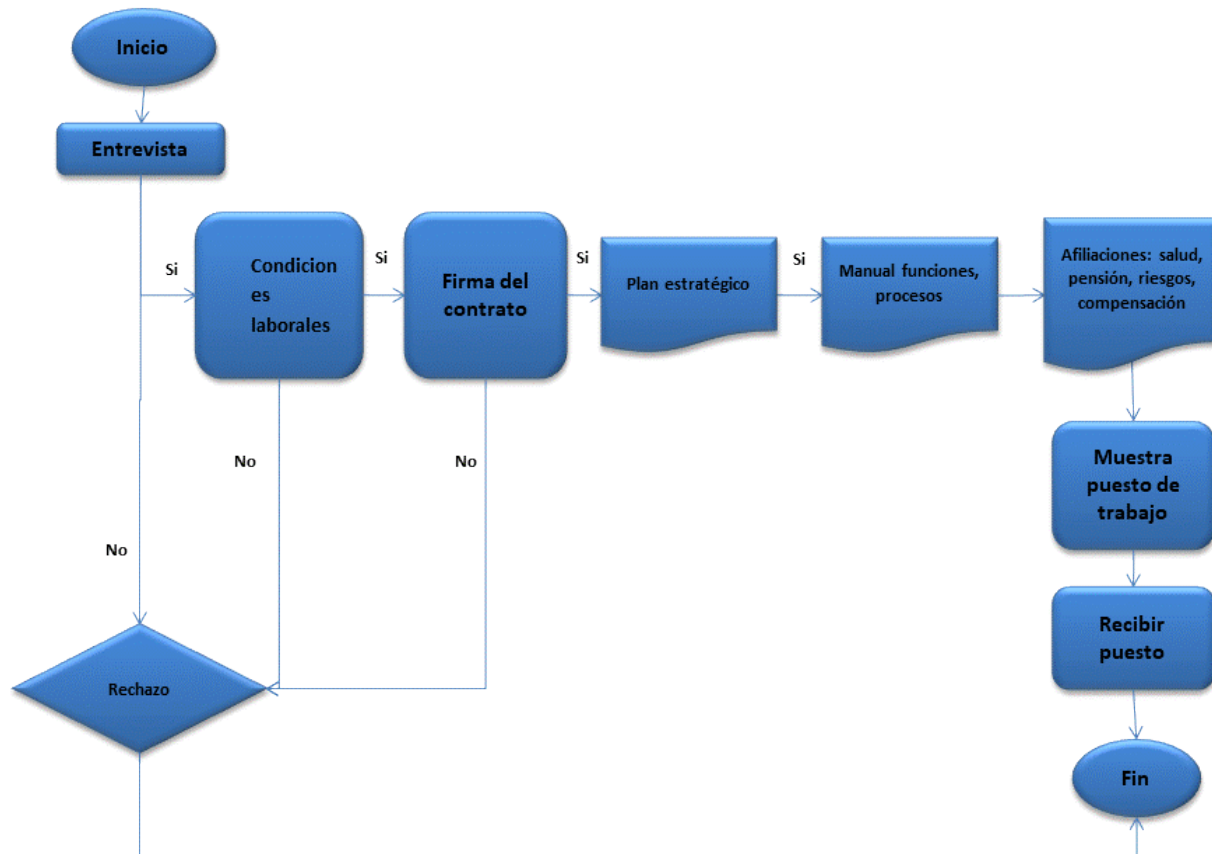 Inicio
Entrevista
Si
Condicion
es
laborales
Si
Firma del
contrato
Si
Plan estratégico
Si
Manual funciones,
procesos
Afiliaciones: salud,
pensión, riesgos,
compensación
No
No
No
Muestra
puesto de
trabajo
Recibir
puesto
Rechazo
Fin